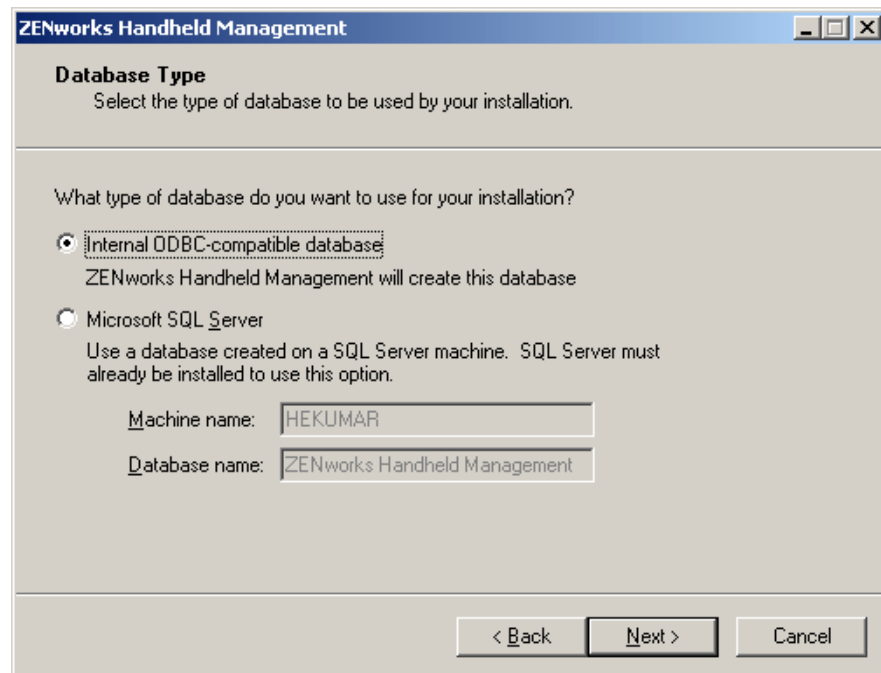 ZENworks Handheld Management
Database Type
Select the type of database to be used by your installation.
What type of database do you want to use for your installation?
Internal ODBC-compatible database
ZENworks Handheld Management will create this database
Microsoft SQL Server
Use a database created on a SQL Server machine.  SQL Server must
already be installed to use this option.
Machine name: HEKUMAR
Database name: ZENworks Handheld Management
< Back Next > Cancel